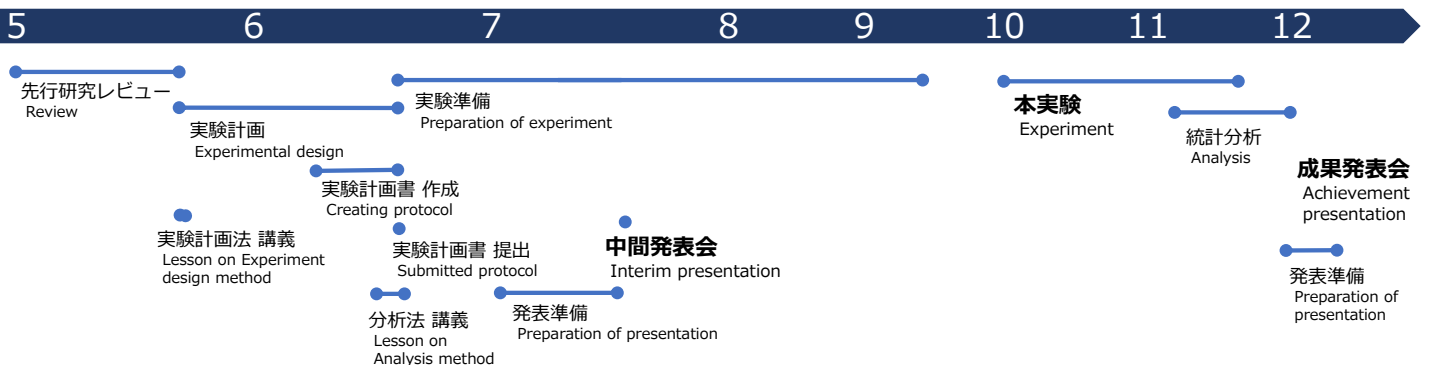 5 6 7 8 9 10 11 12
先行研究レビュー
Review
実験計画
Experimental design
実験準備
Preparation of experiment
本実験
Experiment
統計分析
Analysis
成果発表会
Achievement
presentation
実験計画書 作成
Creating protocol
実験計画法 講義
Lesson on Experiment
design method
実験計画書 提出
Submitted protocol
中間発表会
Interim presentation
分析法 講義
Lesson on
Analysis method
発表準備
Preparation of presentation
発表準備
Preparation of
presentation